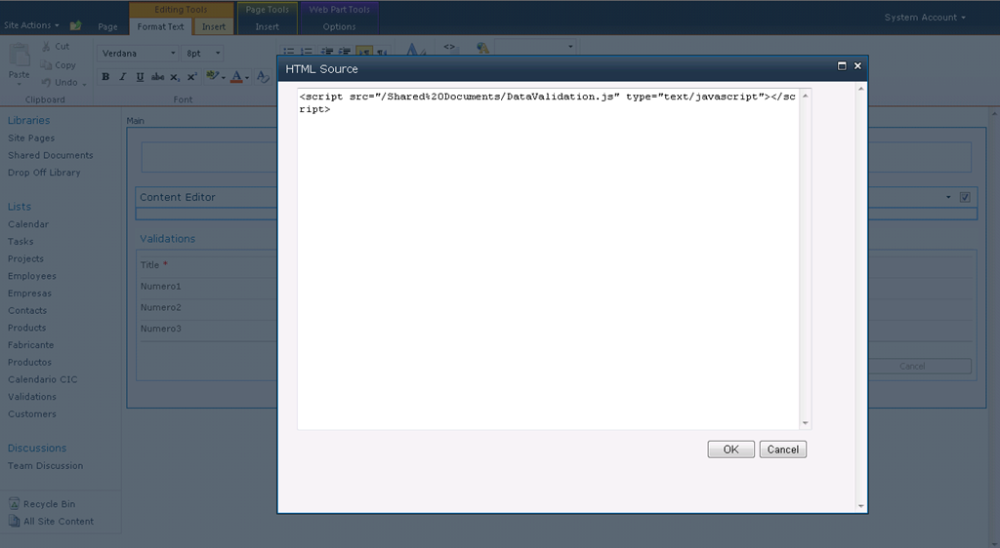 Editing Tools
Page Tools
Web Part Tools
Site Actions
Page
Format Text
Insert
Insert
Options
System Account
Paste
Cut
Copy
Undo
Clipboard
Verdana
8pt
B I U abc x₂ x²
A
Font
HTML Source
<script src="/Shared%20Documents/DataValidation.js" type="text/javascript"></sc
ript>
OK
Cancel
Libraries
Site Pages
Shared Documents
Drop Off Library
Lists
Calendar
Tasks
Projects
Employees
Empresas
Contacts
Products
Fabricante
Productos
Calendario CIC
Validations
Customers
Discussions
Team Discussion
Recycle Bin
All Site Content
Main
Content Editor
Validations
Title *
Numero1
Numero2
Numero3
Cancel